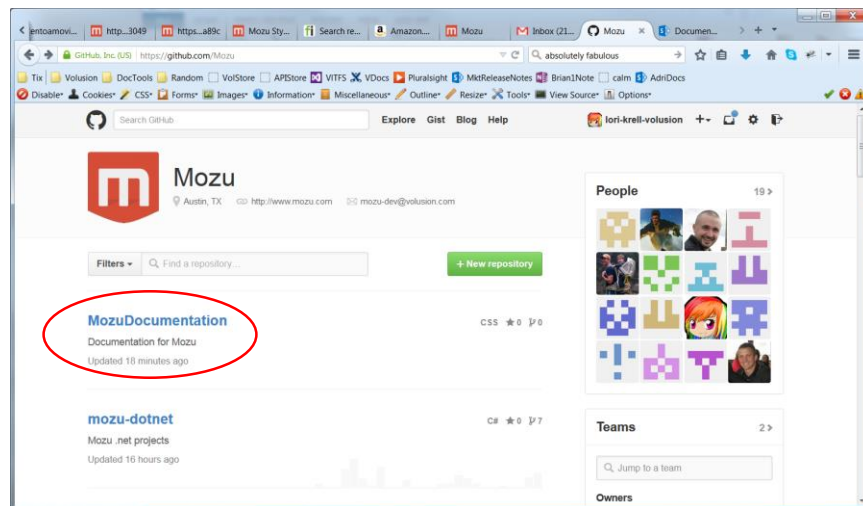 entoamovi... http...3049 https...a89c Mozu Sty... Search re... Amazon.... Mozu Inbox (21... Mozu Documen...
GitHub, Inc. (US) https://github.com/Mozu absolutely fabulous
Tix Volusion DocTools Random VolStore APIStore VITFS VDocs Pluralsight MktReleaseNotes Brian1Note calm AdriDocs
Disable Cookies CSS Forms Images Information Miscellaneous Outline Resize Tools View Source Options
Search GitHub Explore Gist Blog Help lori-krell-volusion
Mozu
Austin, TX http://www.mozu.com mozu-dev@volusion.com
People 19 >
Filters Find a repository... + New repository
MozuDocumentation CSS ★0 0
Documentation for Mozu
Updated 18 minutes ago
mozu-dotnet C# ★0 7
Mozu .net projects
Updated 16 hours ago
Teams 2 >
Jump to a team
Owners